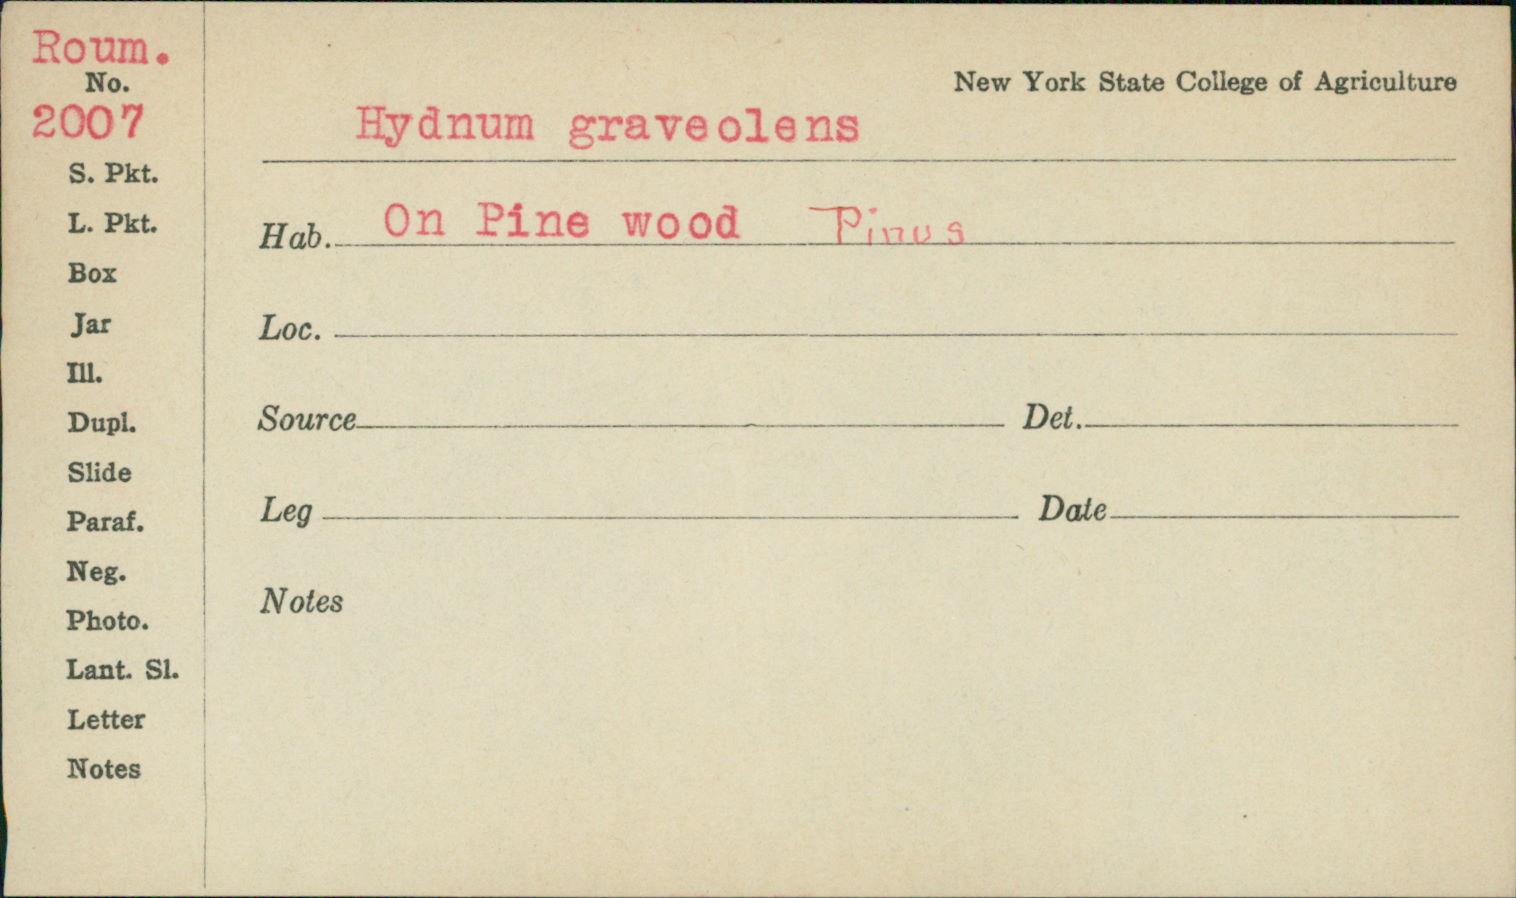 Roum.
No.
2007
S. Pkt.
L. Pkt.
Box
Jar
Ill.
Dupl.
Slide
Paraf.
Neg.
Photo.
Lant. Sl.
Letter
Notes
New York State College of Agriculture
Hydnum graveolens
Hab. On Pine wood Pinus
Loc.
Source Det.
Leg Date
Notes